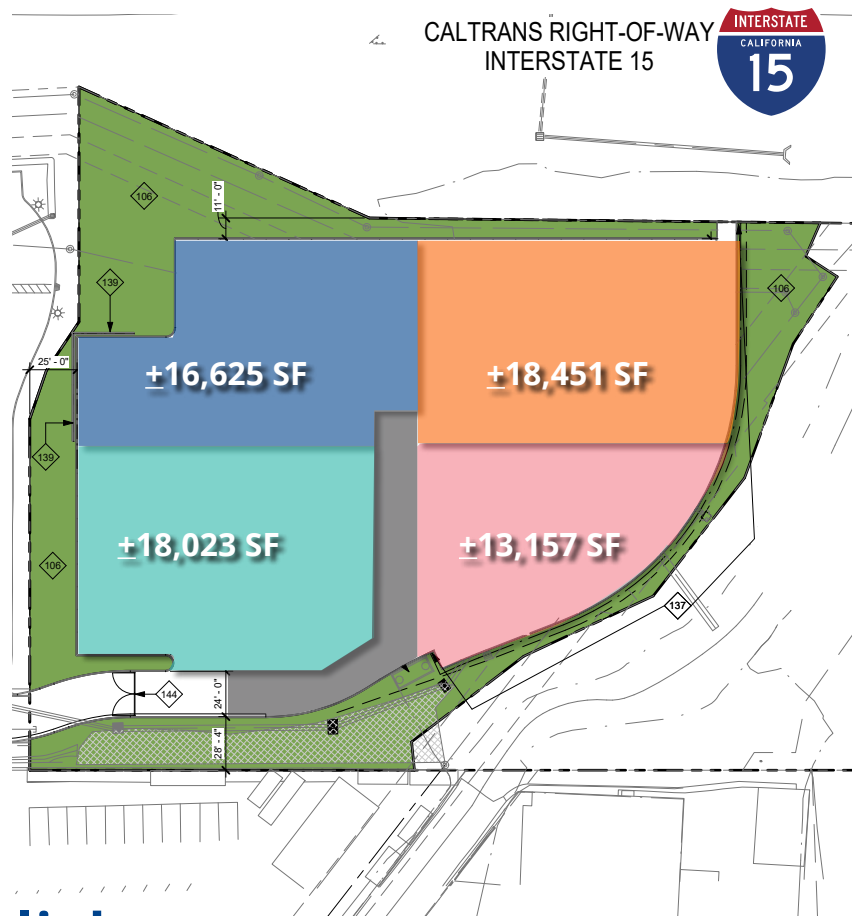 CALTRANS RIGHT-OF-WAY
INTERSTATE 15
INTERSTATE
CALIFORNIA
15
106
11' - 0"
139
106
25' - 0"
±16,625 SF
±18,451 SF
139
±18,023 SF
±13,157 SF
106
137
144
24' - 0"
28' - 4"